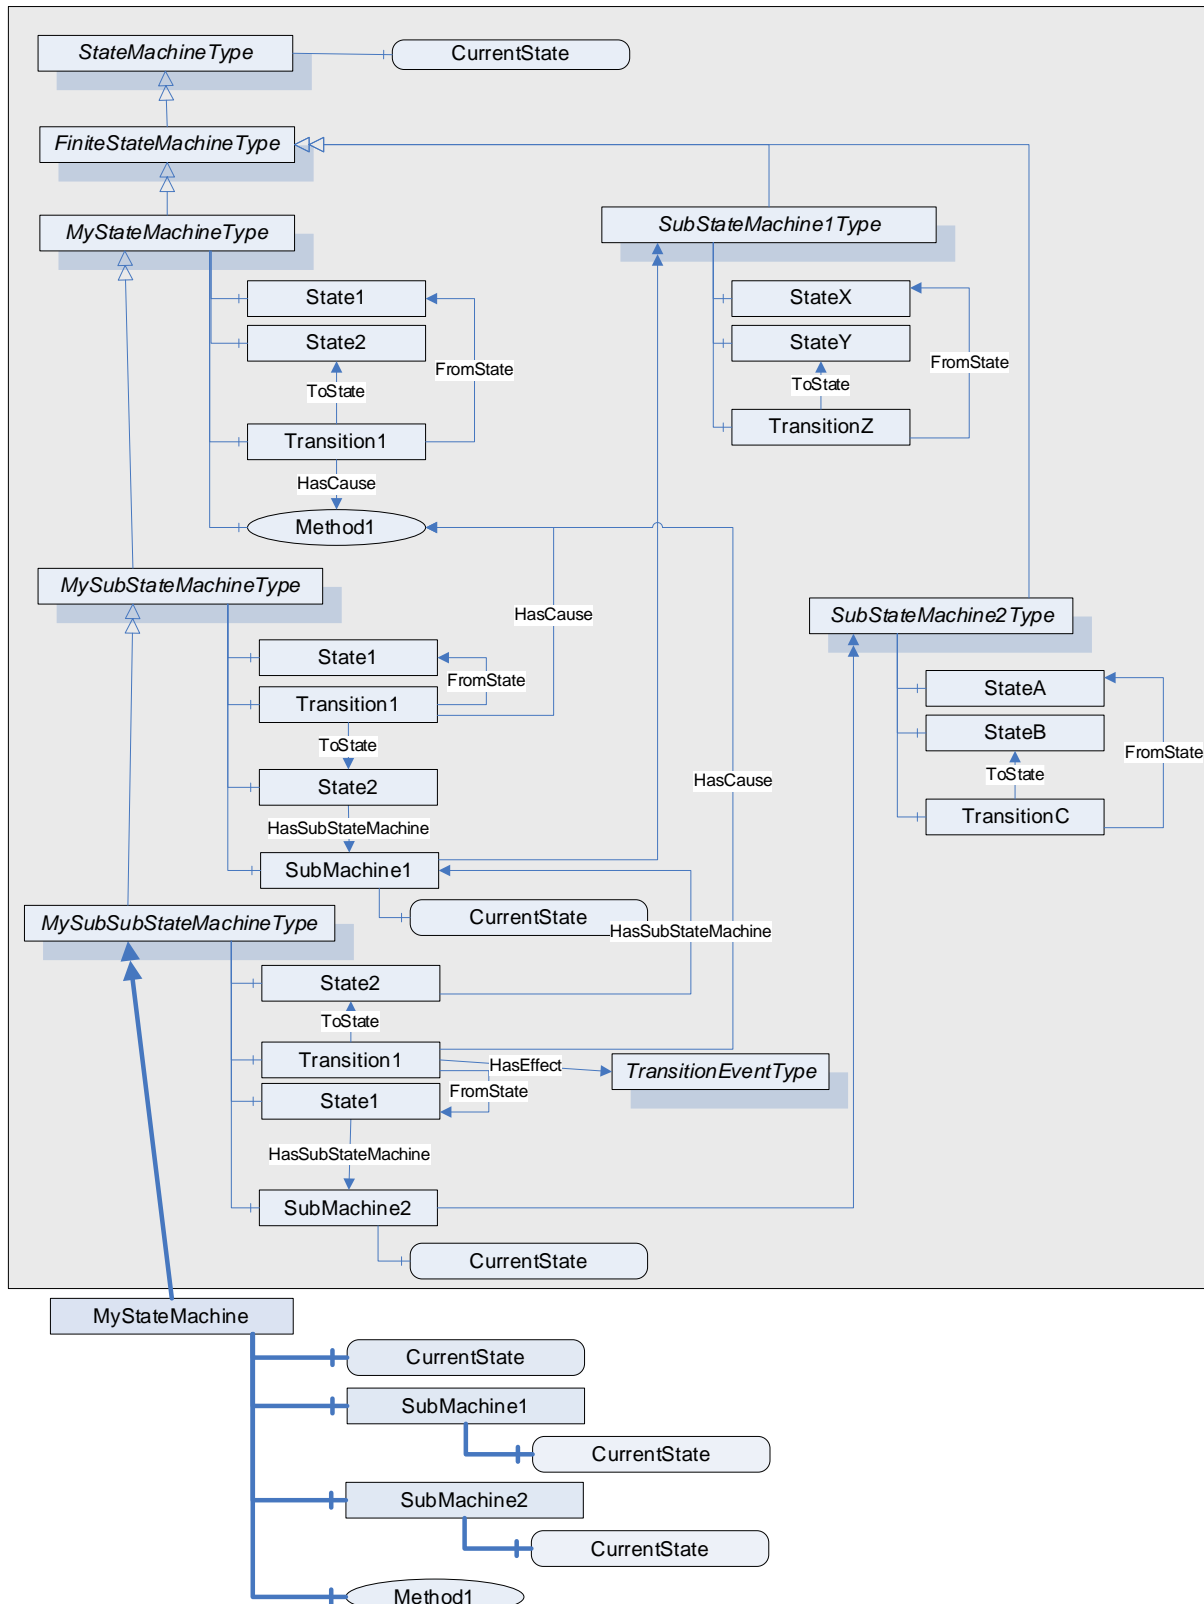 StateMachineType
CurrentState
FiniteStateMachineType
MyStateMachineType
State1
State2
ToState
FromState
Transition1
HasCause
Method1
SubStateMachine1Type
StateX
StateY
ToState
FromState
TransitionZ
MySubStateMachineType
HasCause
State1
FromState
Transition1
ToState
State2
HasSubStateMachine
SubMachine1
CurrentState
SubStateMachine2Type
StateA
StateB
ToState
FromState
TransitionC
HasCause
MySubSubStateMachineType
HasSubStateMachine
State2
ToState
Transition1
HasEffect
TransitionEventType
FromState
State1
HasSubStateMachine
SubMachine2
CurrentState
MyStateMachine
CurrentState
SubMachine1
CurrentState
SubMachine2
CurrentState
Method1